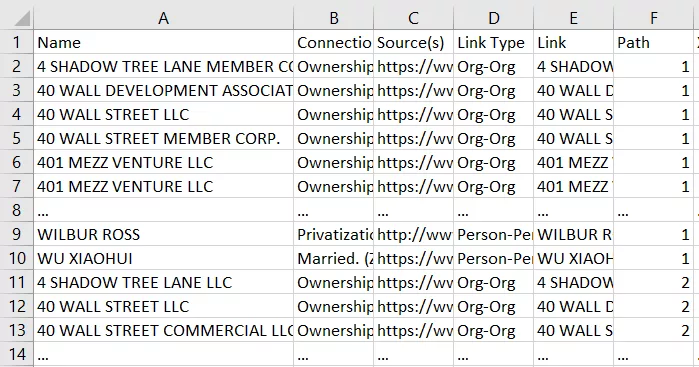 A B C D E F
1 Name Connectio Source(s) Link Type Link Path
2 4 SHADOW TREE LANE MEMBER CO Ownership https://ww Org-Org 4 SHADOW 1
3 40 WALL DEVELOPMENT ASSOCIAT Ownership https://ww Org-Org 40 WALL D 1
4 40 WALL STREET LLC Ownership https://ww Org-Org 40 WALL S 1
5 40 WALL STREET MEMBER CORP. Ownership https://ww Org-Org 40 WALL S 1
6 401 MEZZ VENTURE LLC Ownership https://ww Org-Org 401 MEZZ 1
7 401 MEZZ VENTURE LLC Ownership https://ww Org-Org 401 MEZZ 1
8 ... ... ... ... ... ...
9 WILBUR ROSS Privatizatic http://www Person-Per WILBUR R 1
10 WU XIAOHUI Married. (Z https://ww Person-Per WU XIAOH 1
11 4 SHADOW TREE LANE LLC Ownership https://ww Org-Org 4 SHADOW 2
12 40 WALL STREET LLC Ownership https://ww Org-Org 40 WALL D 2
13 40 WALL STREET COMMERCIAL LLC Ownership https://ww Org-Org 40 WALL S 2
14 ... ... ... ... ... ...